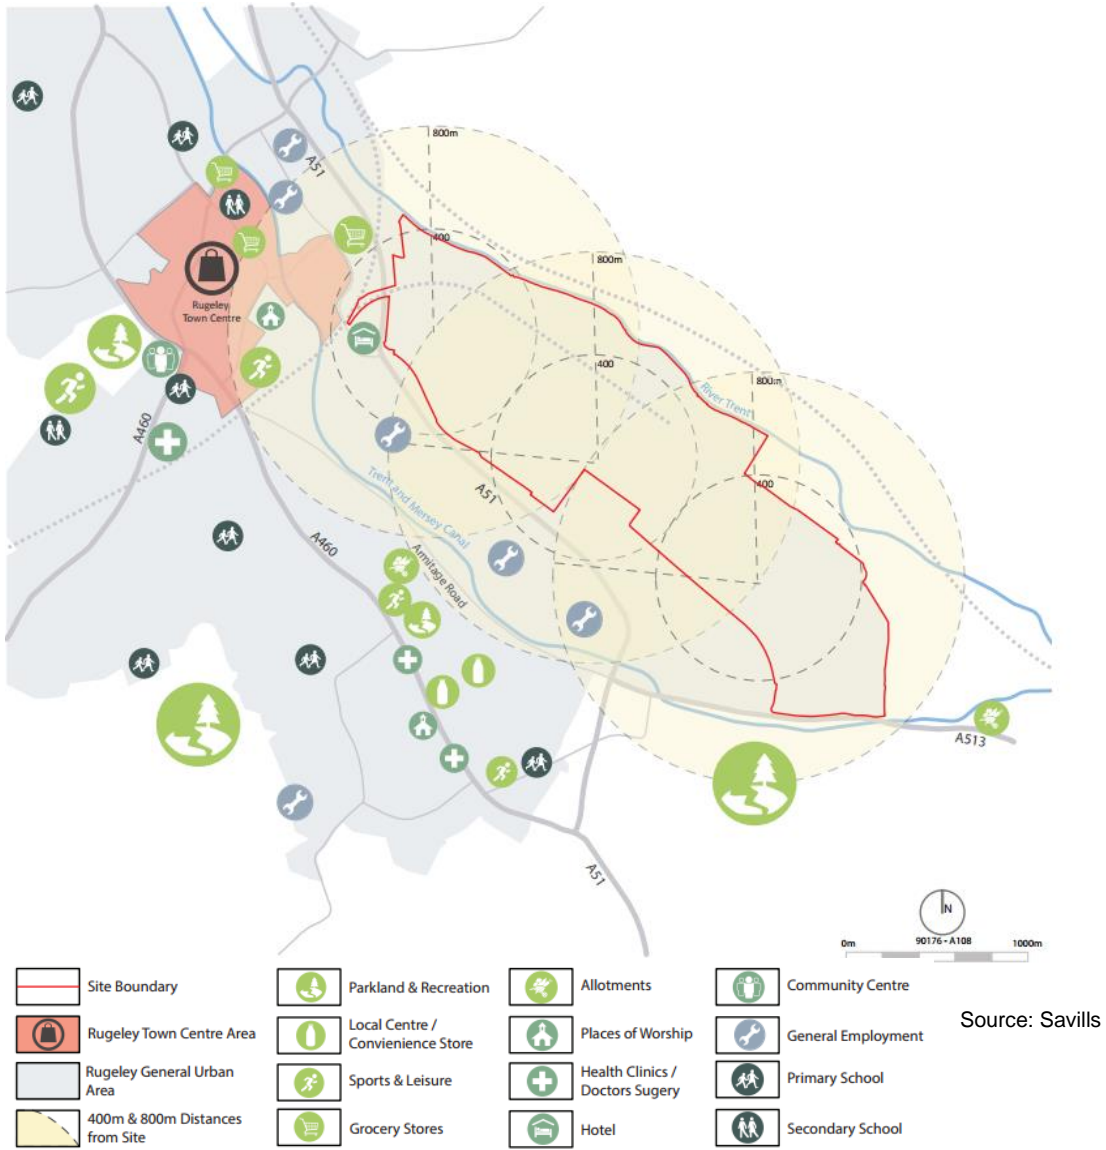 800m
A51
400
800m
Rugeley
Town Centre
400
800m
River Trent
A460
400
A51
Trent and Mersey Canal
A460
Armitage Road
A513
A51
N
90176 - A108
0m
1000m
Site Boundary
Parkland & Recreation
Allotments
Community Centre
Rugeley Town Centre Area
Local Centre /
Convienience Store
Places of Worship
General Employment
Source: Savills
Rugeley General Urban
Area
Sports & Leisure
Health Clinics /
Doctors Sugery
Primary School
400m & 800m Distances
from Site
Grocery Stores
Hotel
Secondary School